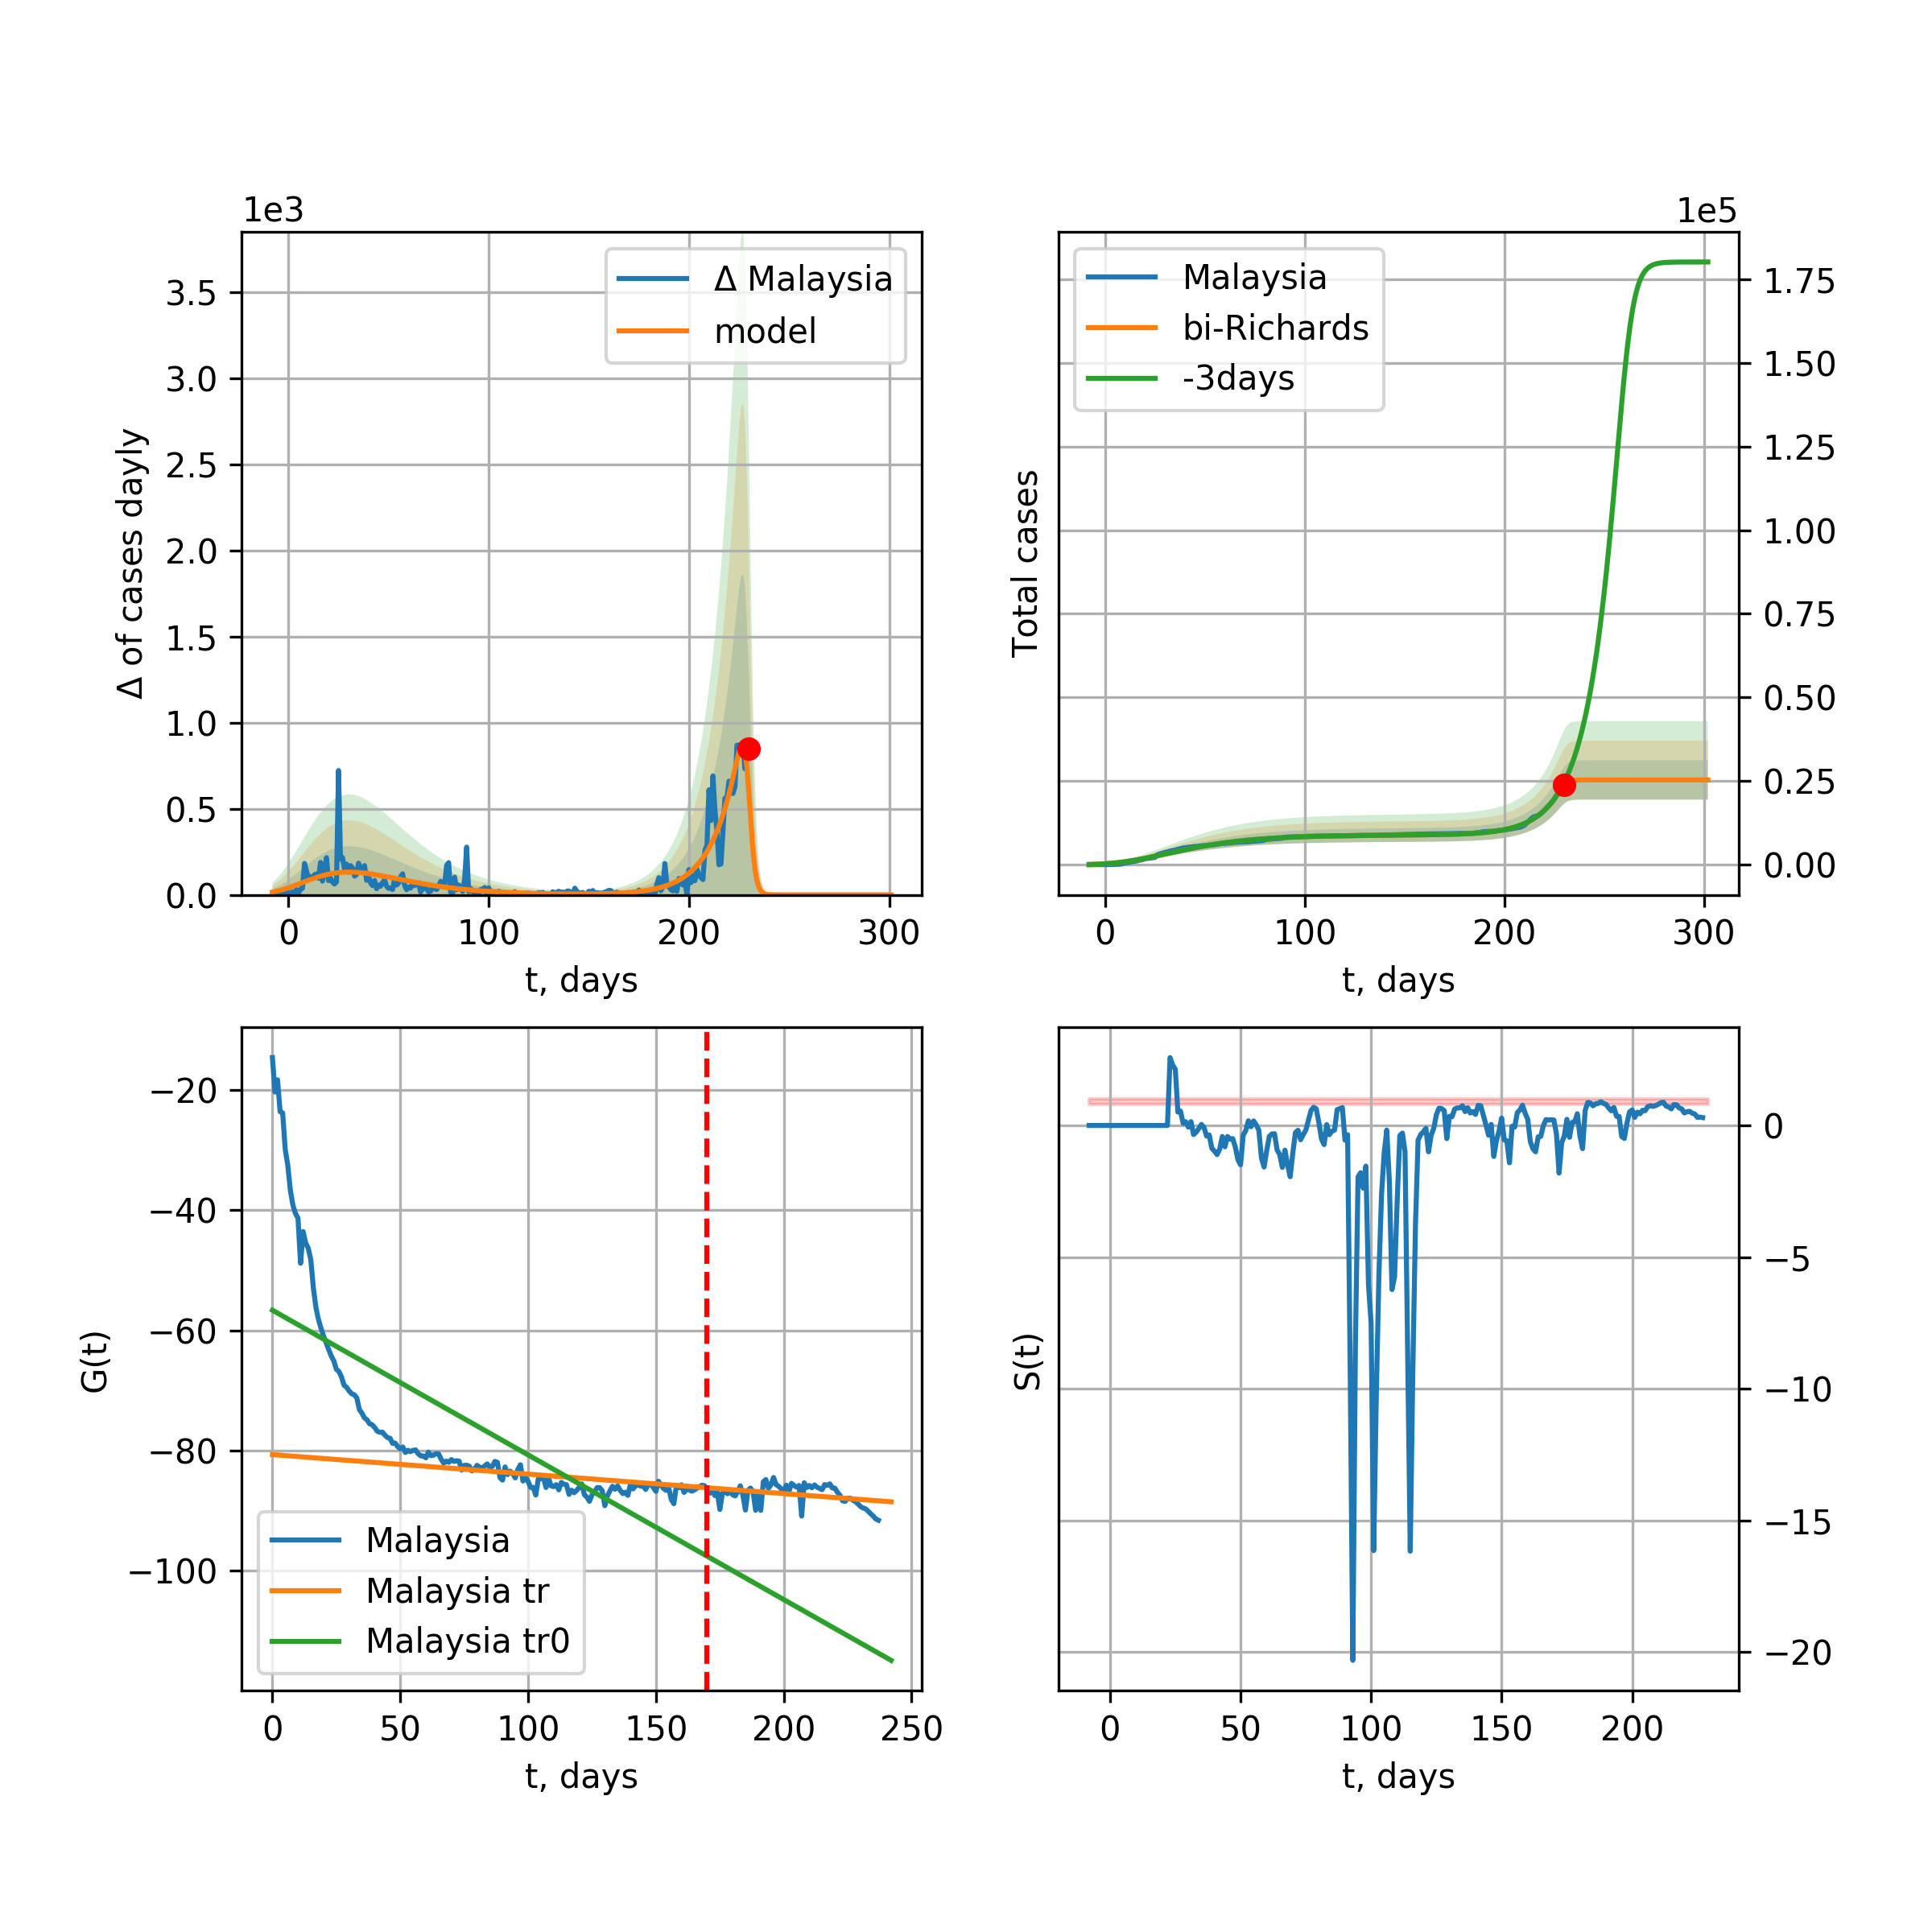 1e3
Δ Malaysia
model
3.5
3.0
2.5
2.0
1.5
1.0
0.5
0.0
Δ of cases dayly
0 100 200 300
t, days
1e5
Malaysia
bi-Richards
-3days
1.75
1.50
1.25
1.00
0.75
0.50
0.25
0.00
Total cases
0 100 200 300
t, days
−20
−40
−60
−80
−100
G(t)
Malaysia
Malaysia tr
Malaysia tr0
0 50 100 150 200 250
t, days
0
−5
−10
−15
−20
S(t)
0 50 100 150 200
t, days